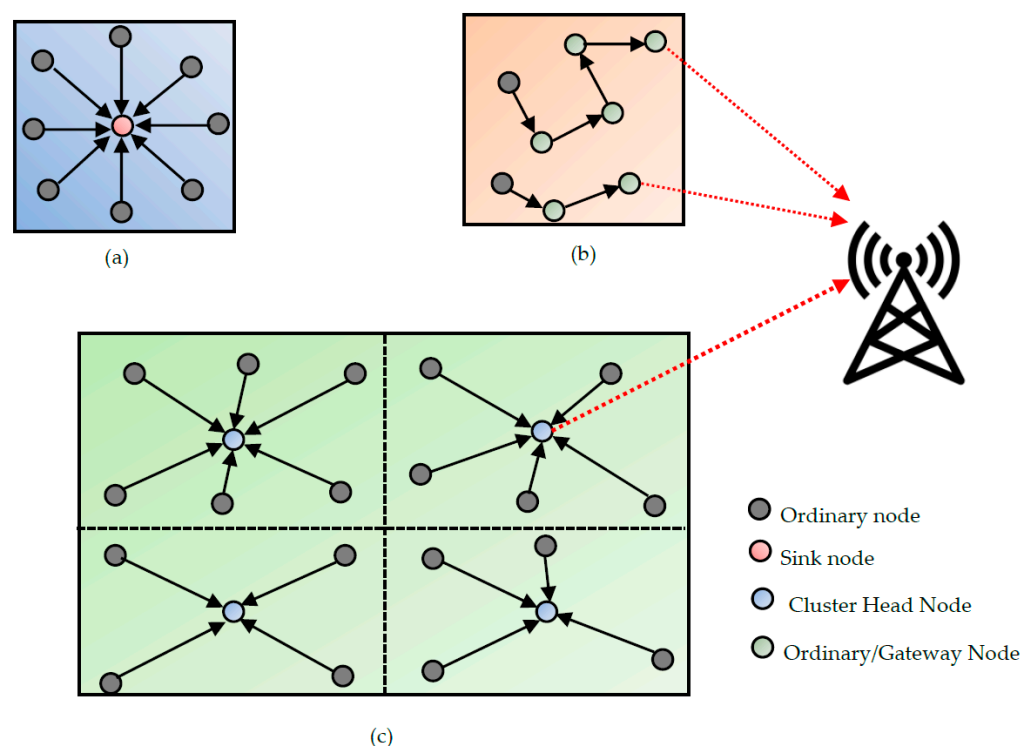 (a)
(b)
(c)
Ordinary node
Sink node
Cluster Head Node
Ordinary/Gateway Node